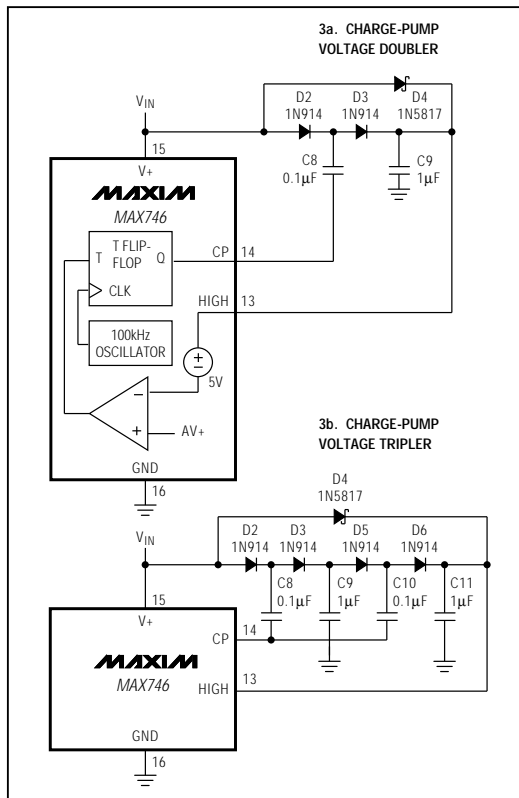 3a. CHARGE-PUMP
VOLTAGE DOUBLER
D4
1N5817
D2
1N914
D3
1N914
VIN
15
V+
C8
0.1µF
C9
1µF
MAXIM
MAX746
T FLIP-
FLOP
T
Q
CLK
CP
14
HIGH
13
100kHz
OSCILLATOR
+
−
5V
−
+
AV+
GND
16
3b. CHARGE-PUMP
VOLTAGE TRIPLER
D4
1N5817
VIN
D2
1N914
D3
1N914
D5
1N914
D6
1N914
15
V+
C8
0.1µF
C9
1µF
C10
0.1µF
C11
1µF
CP
14
MAXIM
MAX746
HIGH
13
GND
16